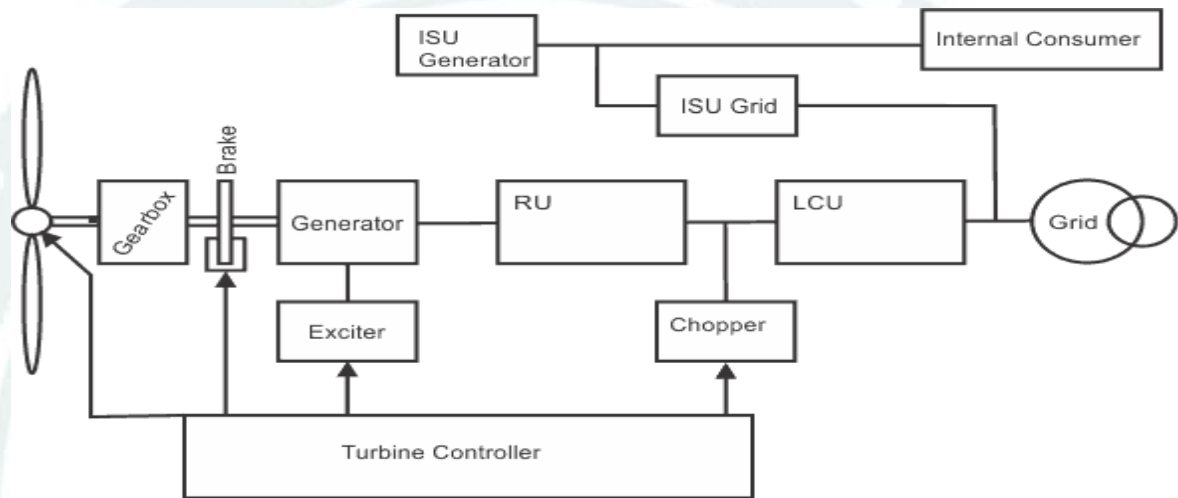 ISU
Generator
Internal Consumer
ISU Grid
Brake
Gearbox
Generator
RU
LCU
Grid
Exciter
Chopper
Turbine Controller